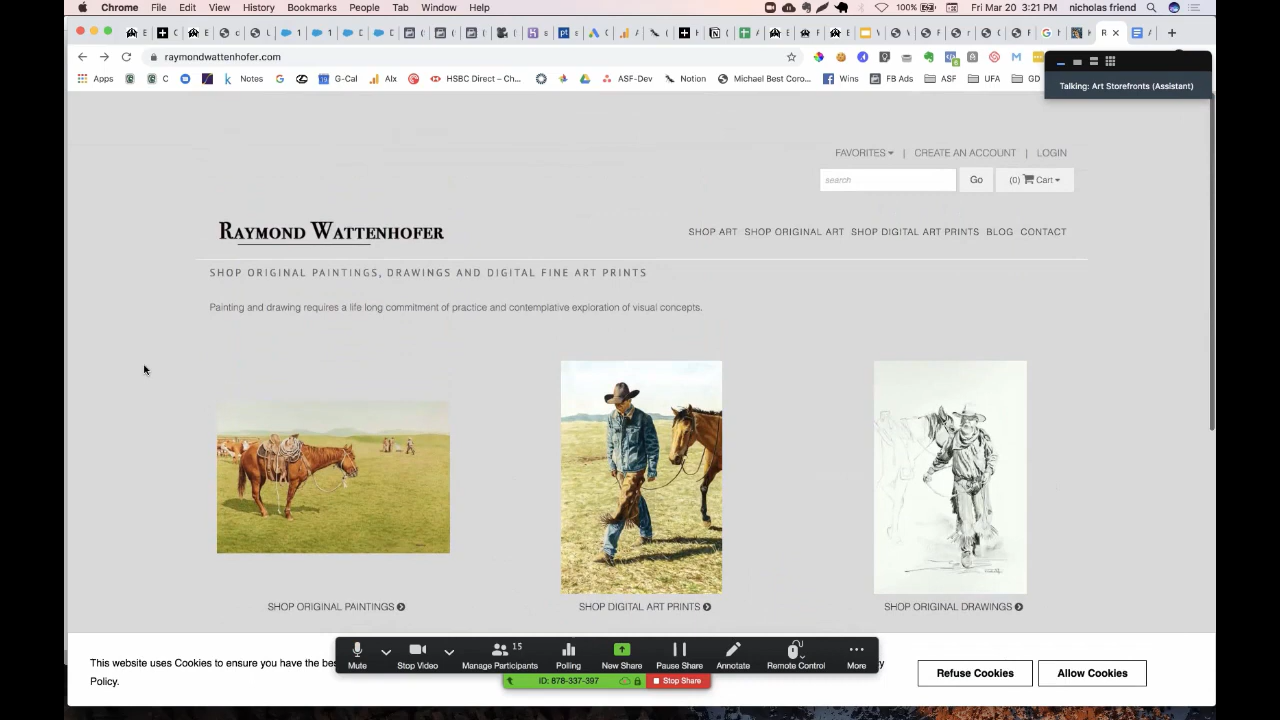 Chrome File Edit View History Bookmarks People Tab Window Help 100% Fri Mar 20 3:21 PM nicholas friend
raymondwattenhofer.com
Apps Notes G-Cal Alx HSBC Direct – Ch... ASF-Dev Notion Michael Best Coro... Wins FB Ads ASF UFA GD
Talking: Art Storefronts (Assistant)
FAVORITES | CREATE AN ACCOUNT | LOGIN
search Go (0) Cart
RAYMOND WATTENHOFER
SHOP ART SHOP ORIGINAL ART SHOP DIGITAL ART PRINTS BLOG CONTACT
SHOP ORIGINAL PAINTINGS, DRAWINGS AND DIGITAL FINE ART PRINTS
Painting and drawing requires a life long commitment of practice and contemplative exploration of visual concepts.
SHOP ORIGINAL PAINTINGS SHOP DIGITAL ART PRINTS SHOP ORIGINAL DRAWINGS
This website uses Cookies to ensure you have the
Policy.
Refuse Cookies Allow Cookies
15
Mute Stop Video Manage Participants Polling New Share Pause Share Annotate Remote Control More
ID: 878-337-397 Stop Share